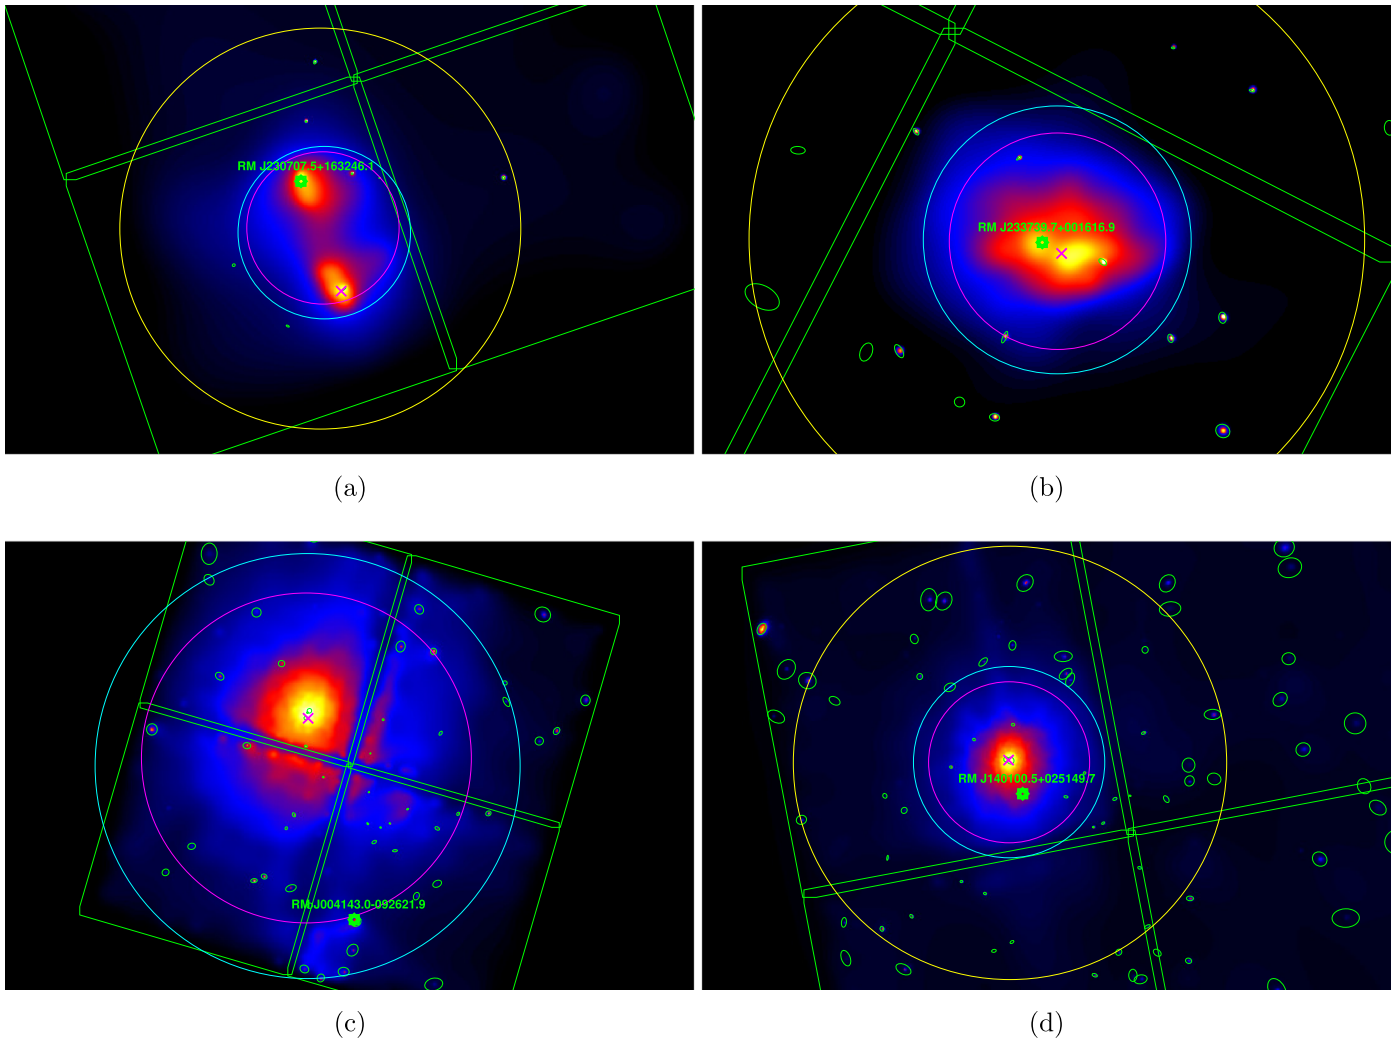 RM J230707.5+163246.1
RM J233739.7+001616.9
(a)
(b)
RM J004143.0-092621.9
RM J140100.5+025149.7
(c)
(d)